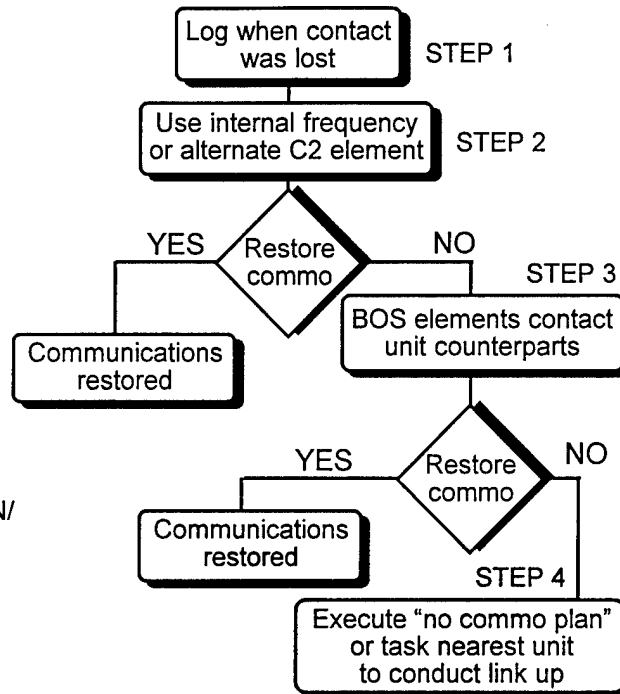 Log when contact
was lost
STEP 1
Use internal frequency
or alternate C2 element
STEP 2
Restore
commo
YES
NO
Communications
restored
STEP 3
BOS elements contact
unit counterparts
Restore
commo
YES
NO
Communications
restored
N/
STEP 4
Execute “no commo plan”
or task nearest unit
to conduct link up